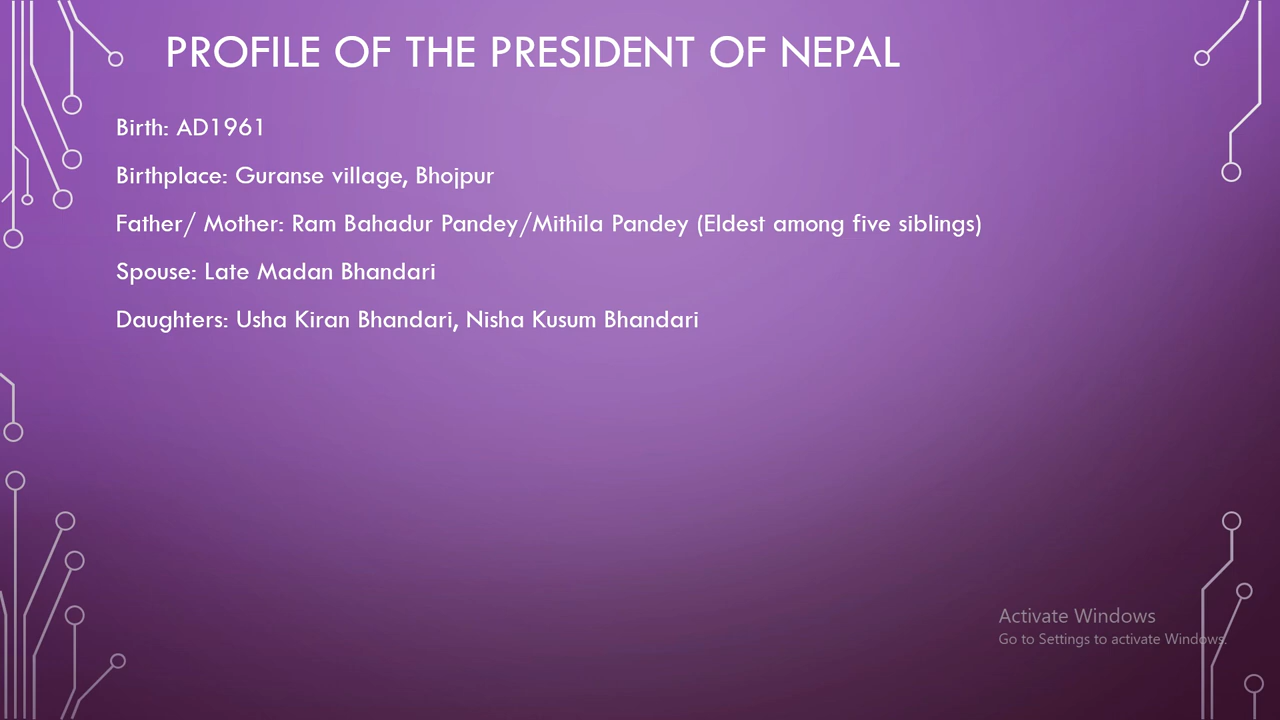 PROFILE OF THE PRESIDENT OF NEPAL
Birth: AD1961
Birthplace: Guranse village, Bhojpur
Father/ Mother: Ram Bahadur Pandey/Mithila Pandey (Eldest among five siblings)
Spouse: Late Madan Bhandari
Daughters: Usha Kiran Bhandari, Nisha Kusum Bhandari
Activate Windows
Go to Settings to activate Windows.